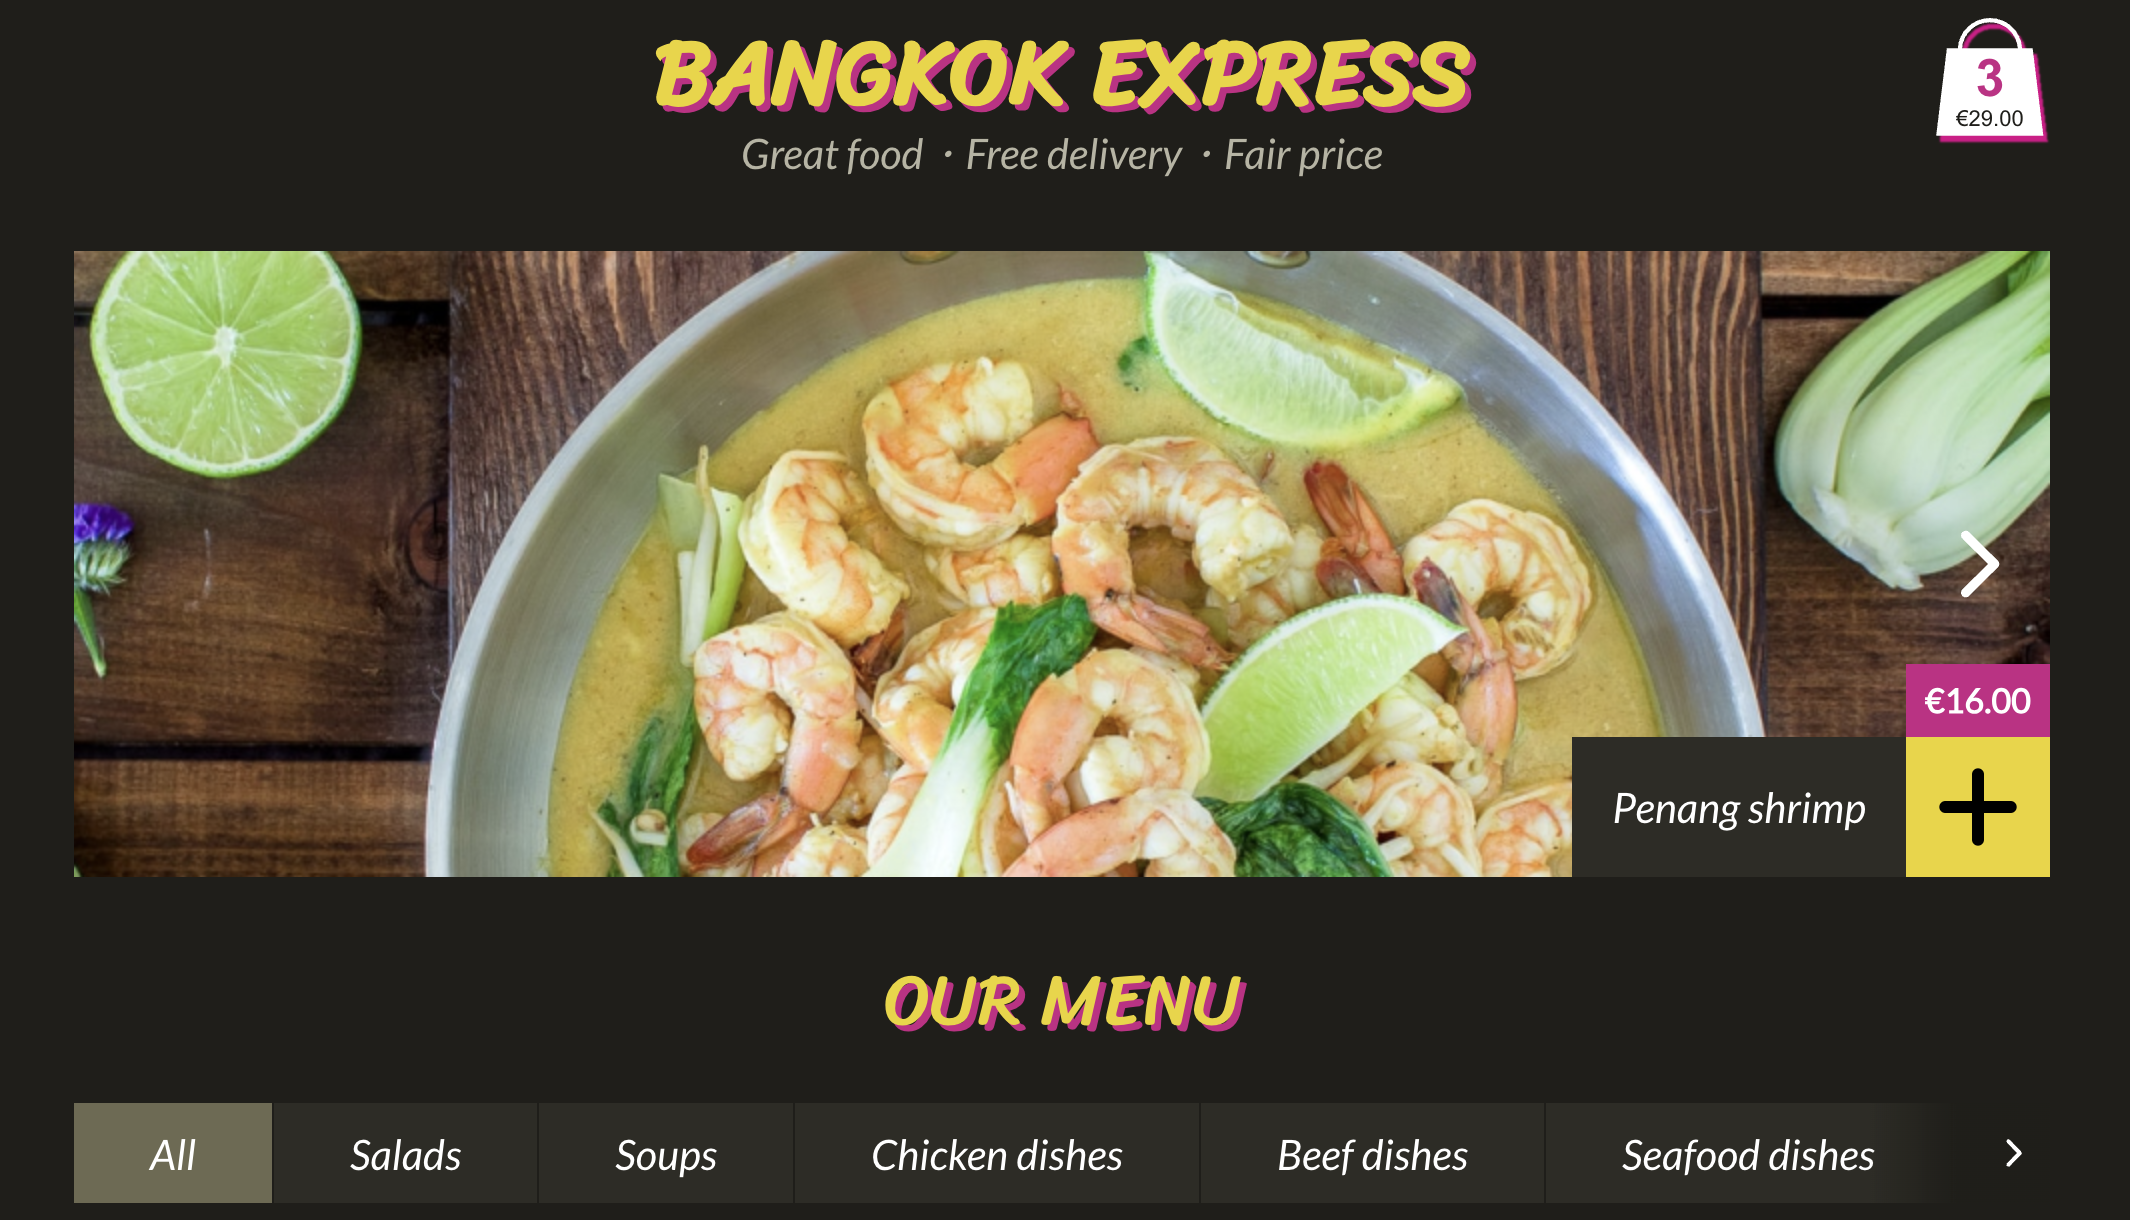 BANGKOK EXPRESS
3
€29.00
Great food · Free delivery · Fair price
€16.00
Penang shrimp
OUR MENU
All Salads Soups Chicken dishes Beef dishes Seafood dishes